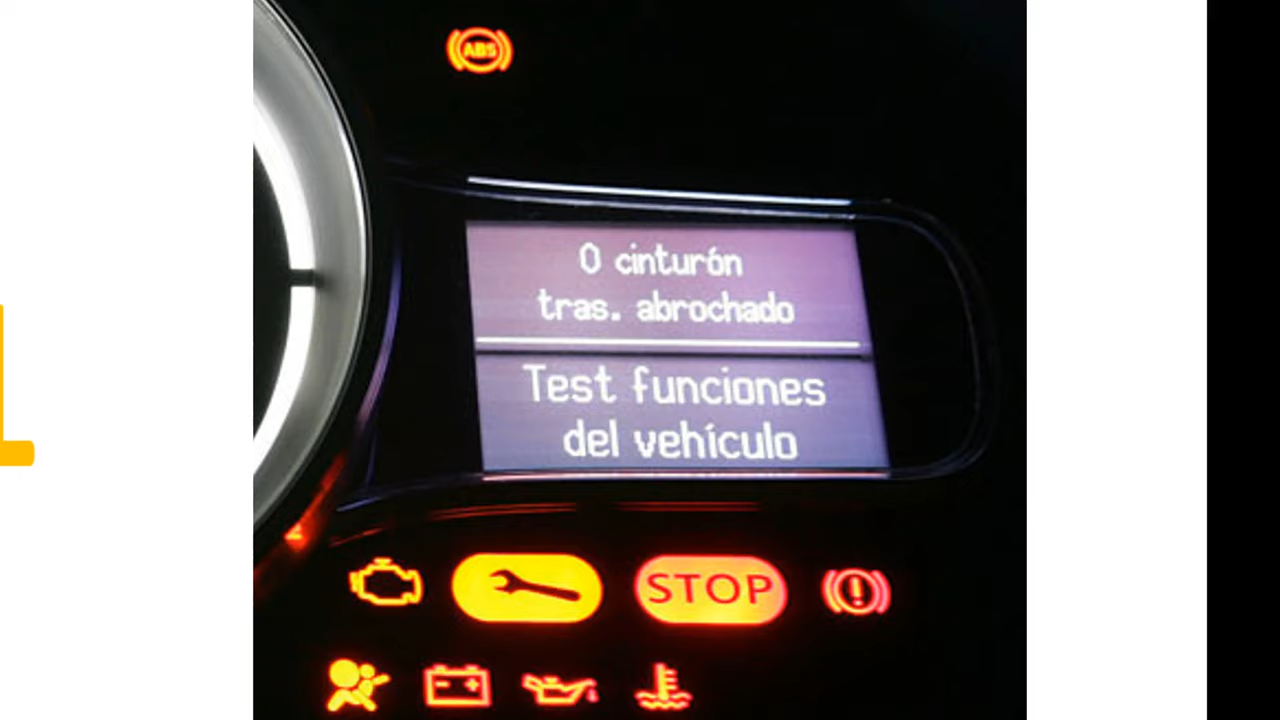 ABS
0 cinturón
tras. abrochado
Test funciones
del vehículo
STOP